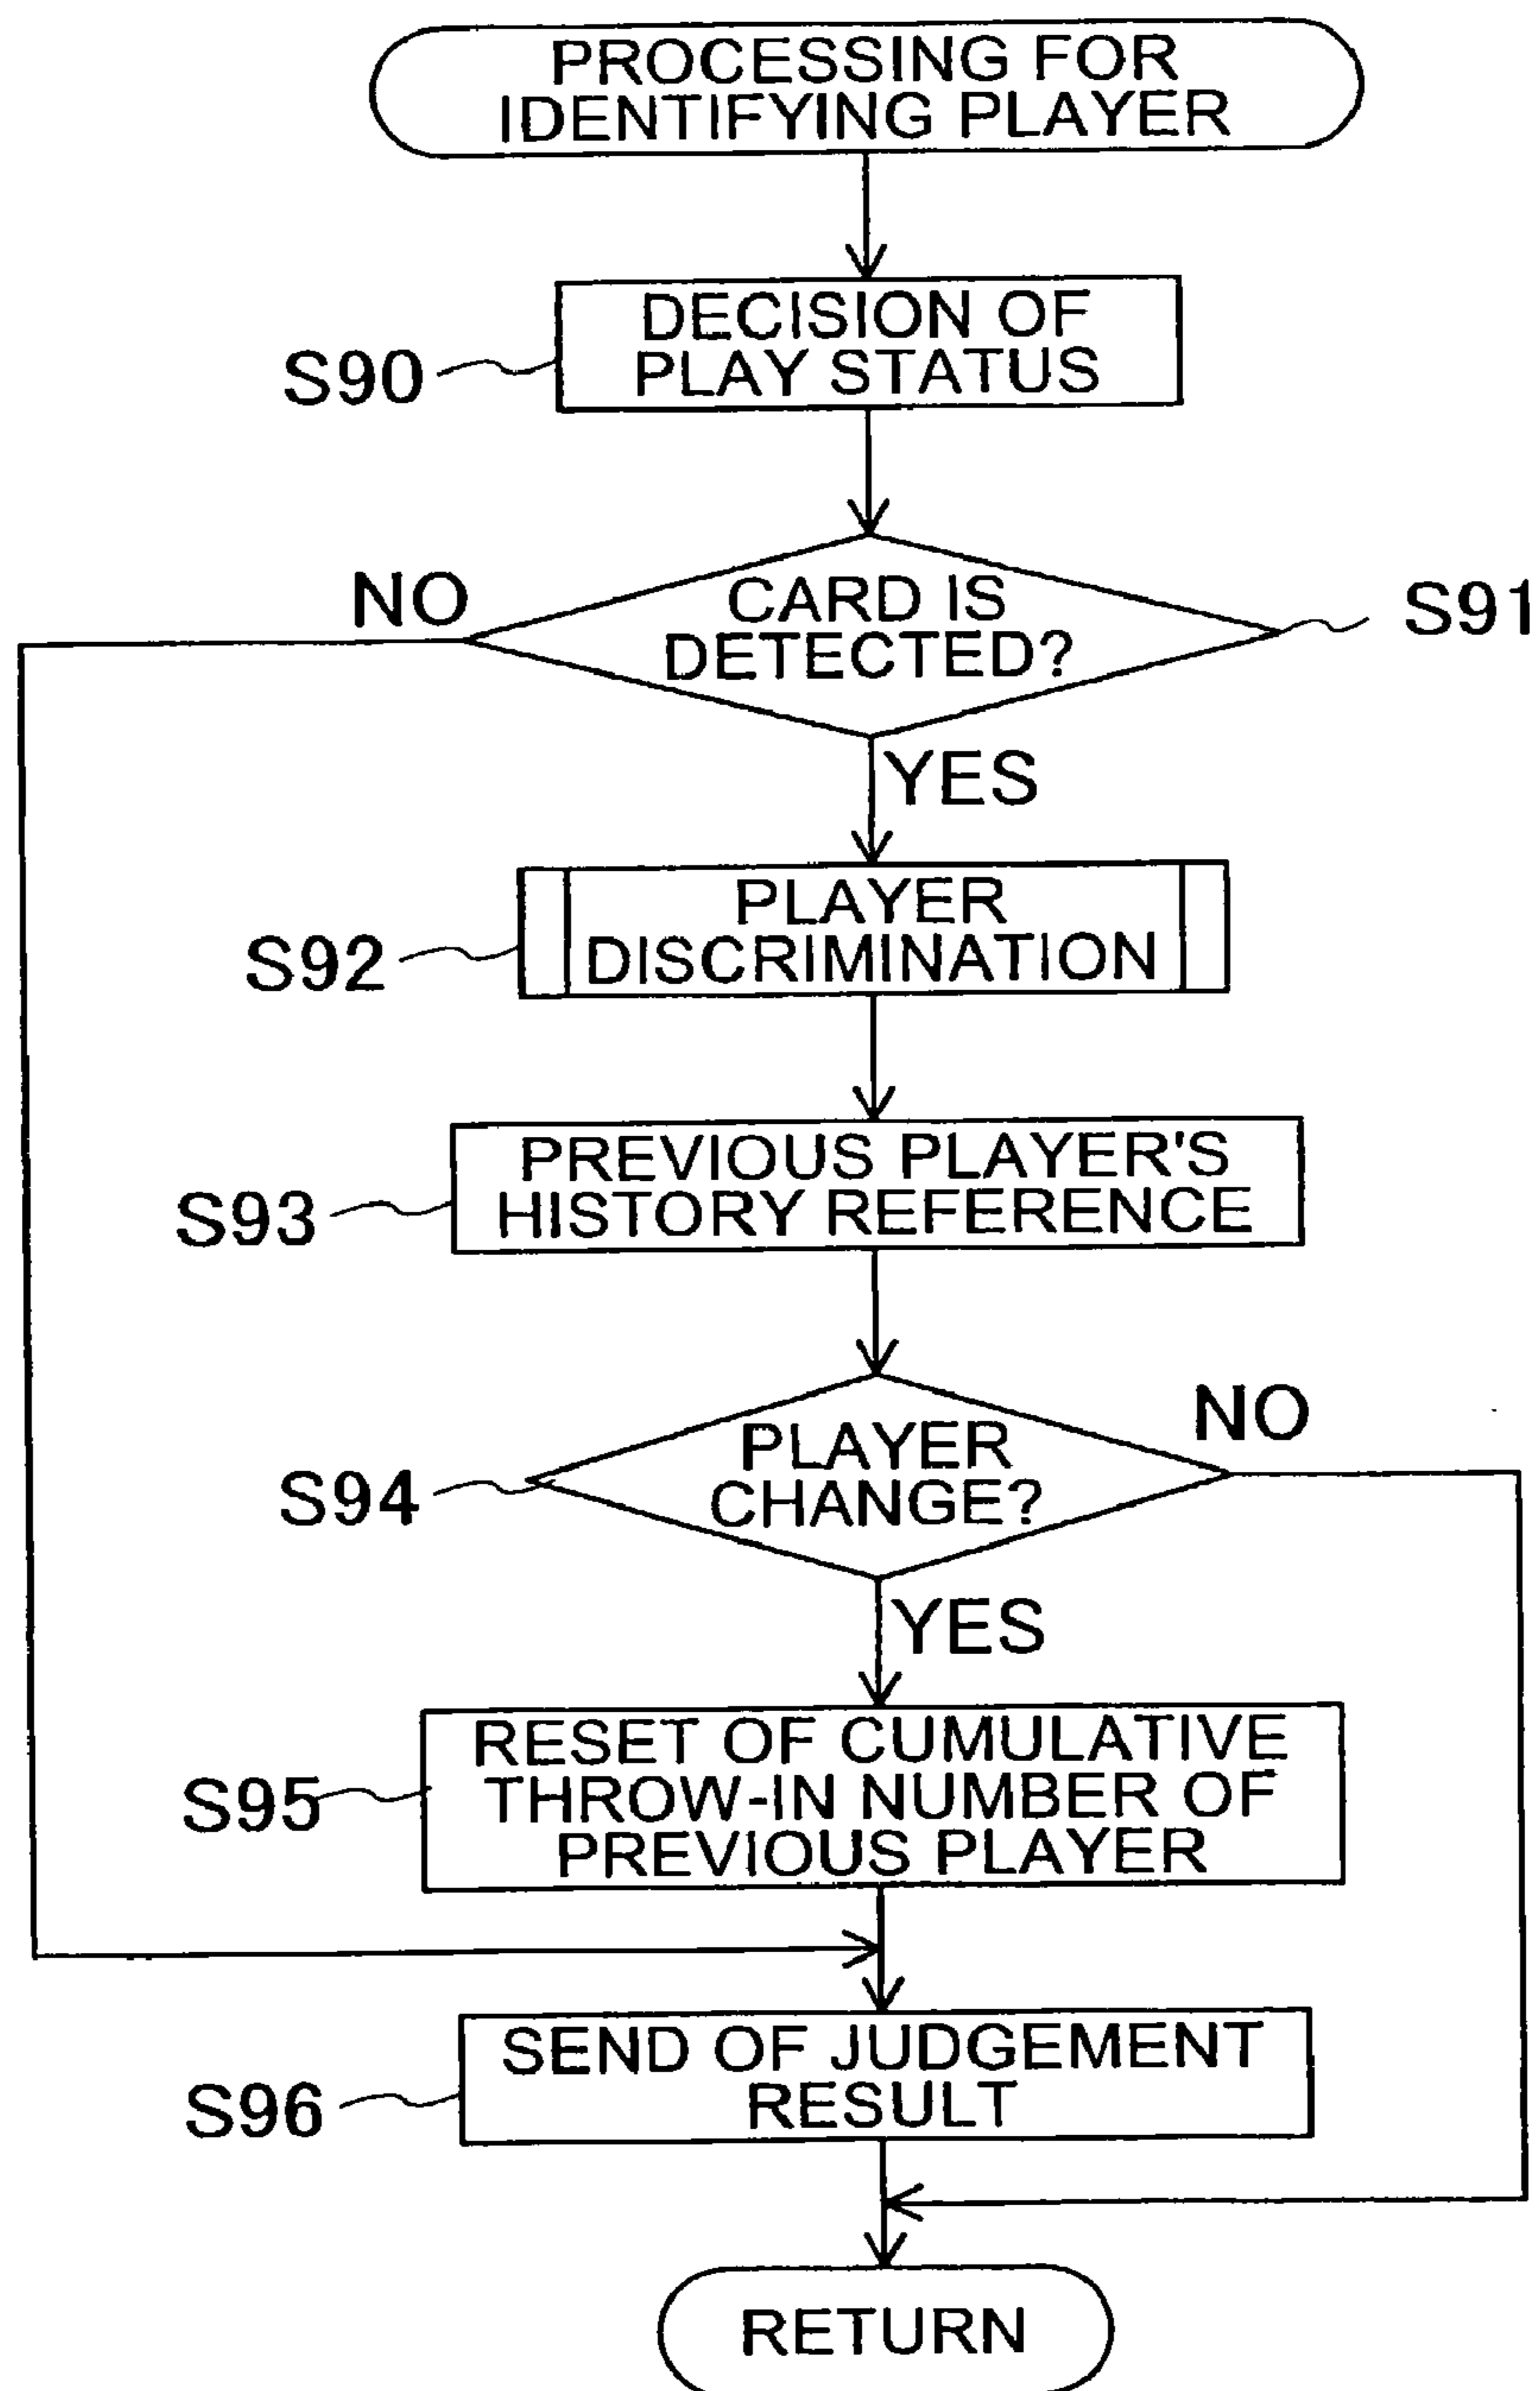 PROCESSING FOR
IDENTIFYING PLAYER
DECISION OF
PLAY STATUS
S90
NO
CARD IS
DETECTED?
S91
YES
PLAYER
DISCRIMINATION
S92
PREVIOUS PLAYER'S
HISTORY REFERENCE
S93
NO
PLAYER
CHANGE?
S94
YES
RESET OF CUMULATIVE
THROW-IN NUMBER OF
PREVIOUS PLAYER
S95
SEND OF JUDGEMENT
RESULT
S96
RETURN